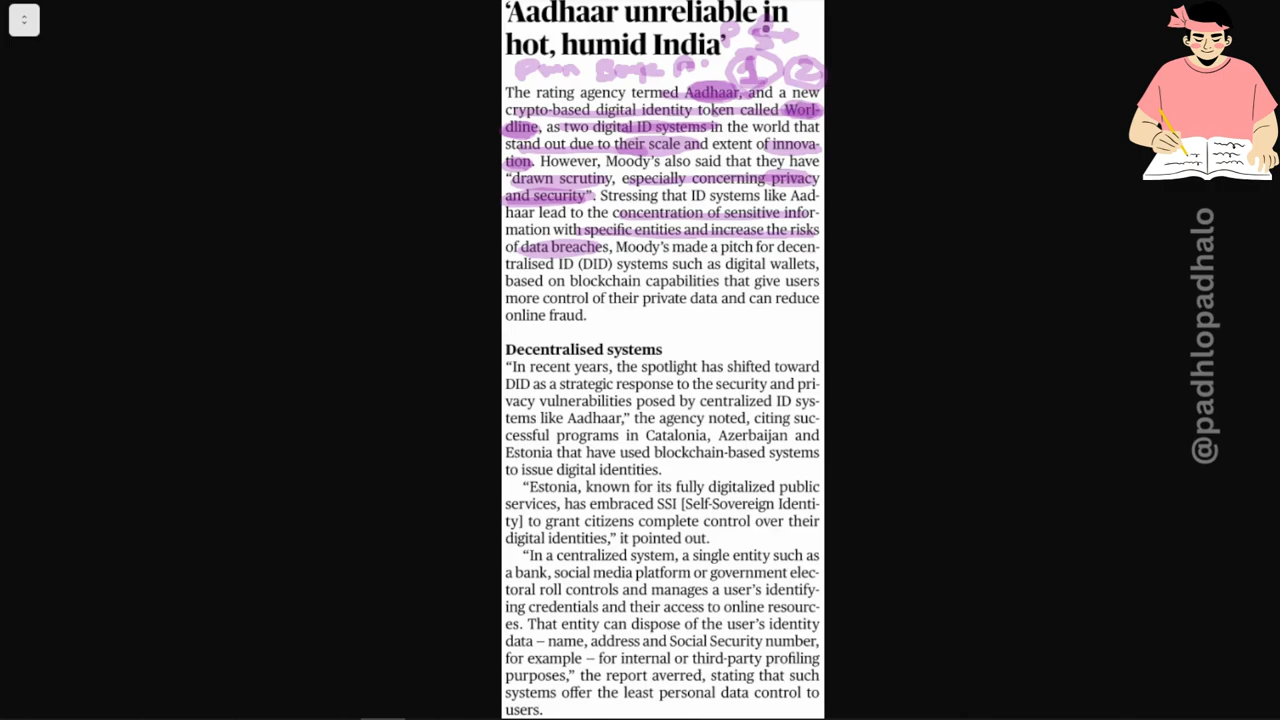 ‘Aadhaar unreliable in
hot, humid India’
The rating agency termed Aadhaar, and a new
crypto-based digital identity token called Worl-
dline, as two digital ID systems in the world that
stand out due to their scale and extent of innova-
tion. However, Moody’s also said that they have
“drawn scrutiny, especially concerning privacy
and security”. Stressing that ID systems like Aad-
haar lead to the concentration of sensitive infor-
mation with specific entities and increase the risks
of data breaches, Moody’s made a pitch for decen-
tralised ID (DID) systems such as digital wallets,
based on blockchain capabilities that give users
more control of their private data and can reduce
online fraud.
Decentralised systems
“In recent years, the spotlight has shifted toward
DID as a strategic response to the security and pri-
vacy vulnerabilities posed by centralized ID sys-
tems like Aadhaar,” the agency noted, citing suc-
cessful programs in Catalonia, Azerbaijan and
Estonia that have used blockchain-based systems
to issue digital identities.
“Estonia, known for its fully digitalized public
services, has embraced SSI [Self-Sovereign Identi-
ty] to grant citizens complete control over their
digital identities,” it pointed out.
“In a centralized system, a single entity such as
a bank, social media platform or government elec-
toral roll controls and manages a user’s identify-
ing credentials and their access to online resourc-
es. That entity can dispose of the user’s identity
data – name, address and Social Security number,
for example – for internal or third-party profiling
purposes,” the report averred, stating that such
systems offer the least personal data control to
users.
1 2
@padhlopadhalo